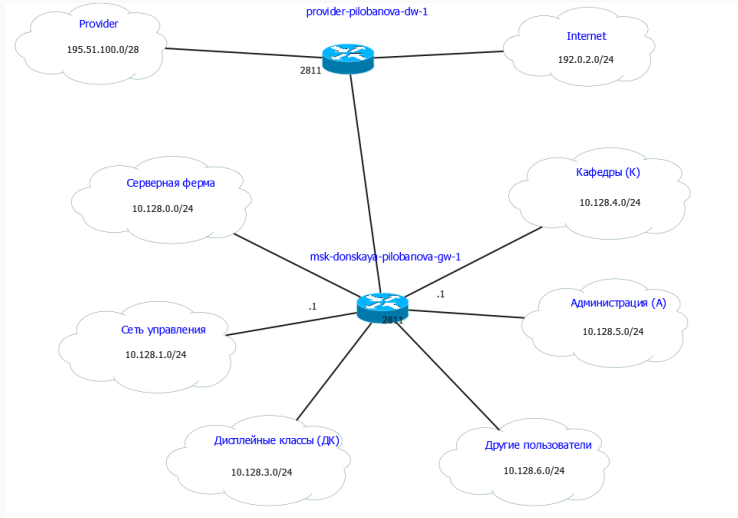 provider-pilobanova-dw-1
Provider
195.51.100.0/28
2811
Internet
192.0.2.0/24
Серверная ферма
10.128.0.0/24
Кафедры (К)
10.128.4.0/24
msk-donskaya-pilobanova-gw-1
.1
.1
2811
Сеть управления
10.128.1.0/24
Администрация (А)
10.128.5.0/24
Дисплейные классы (ДК)
10.128.3.0/24
Другие пользователи
10.128.6.0/24